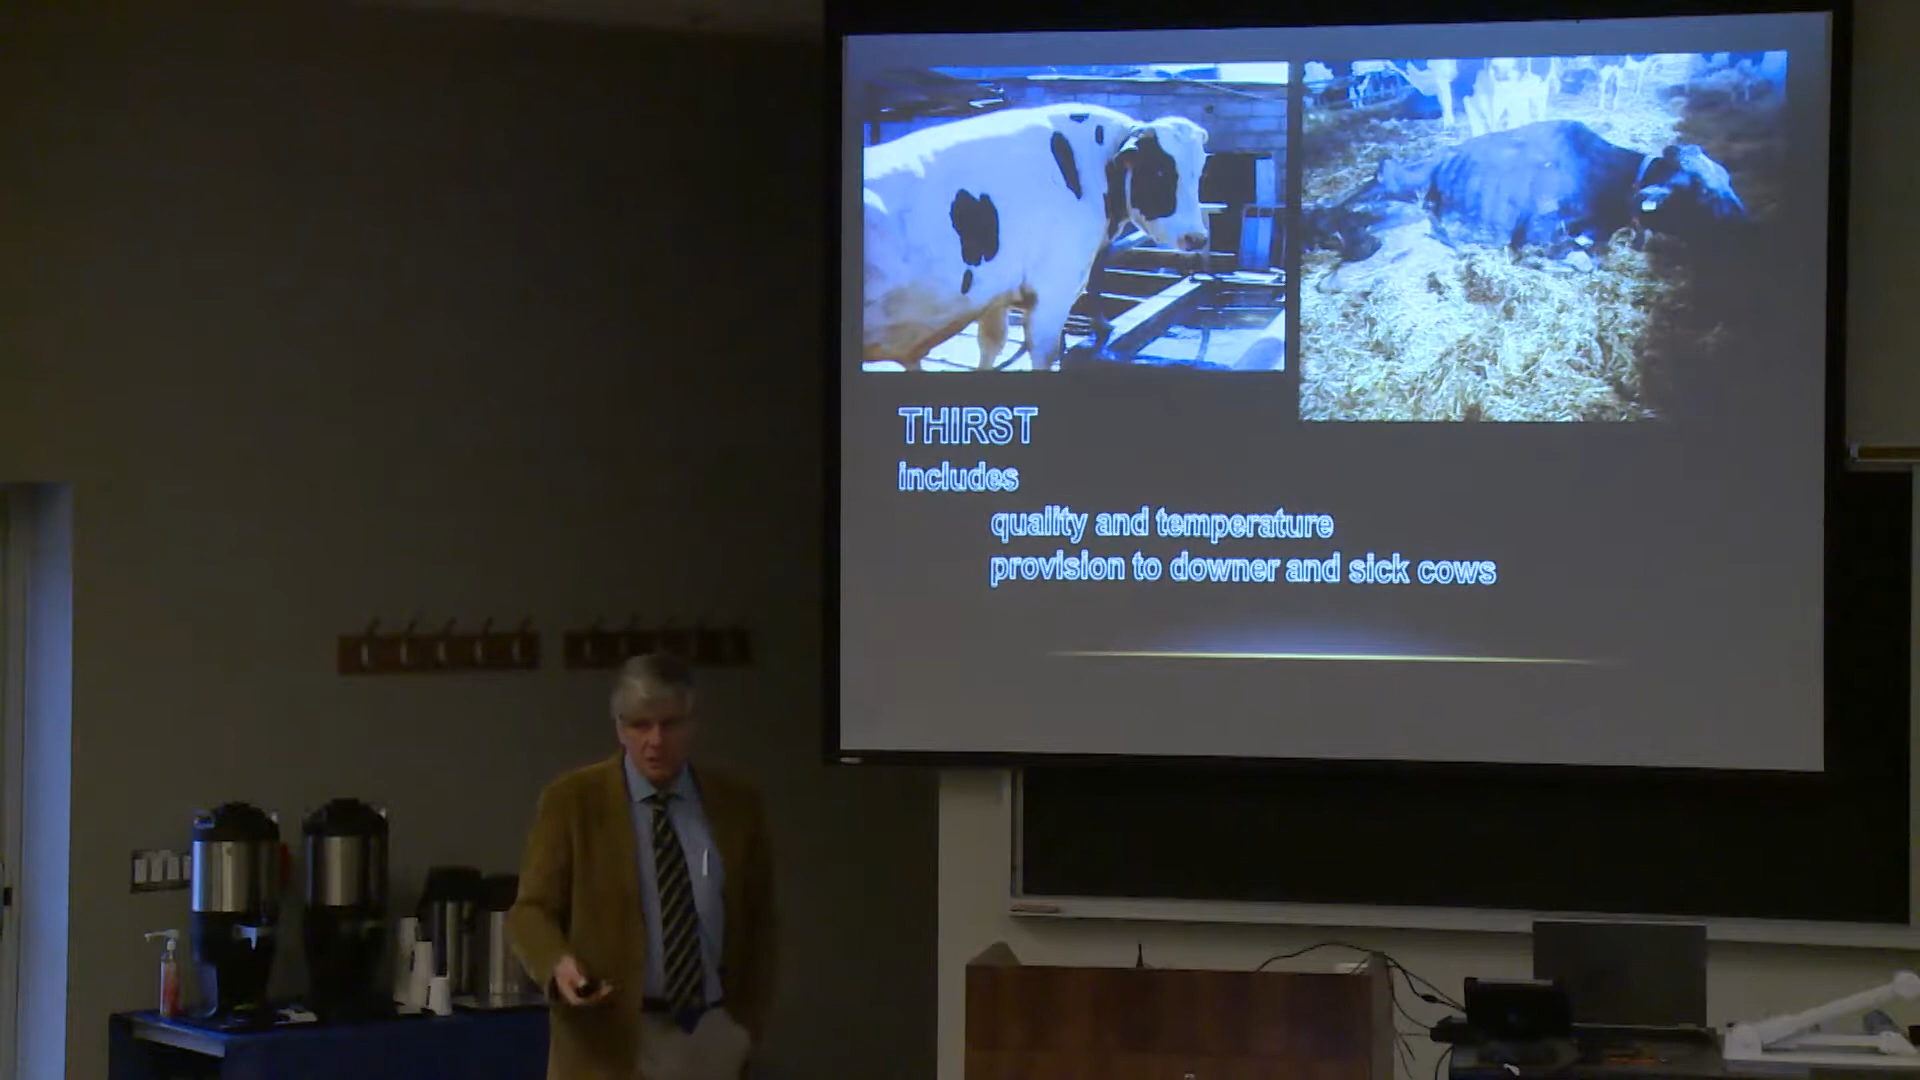 THIRST
includes
quality and temperature
provision to downer and sick cows